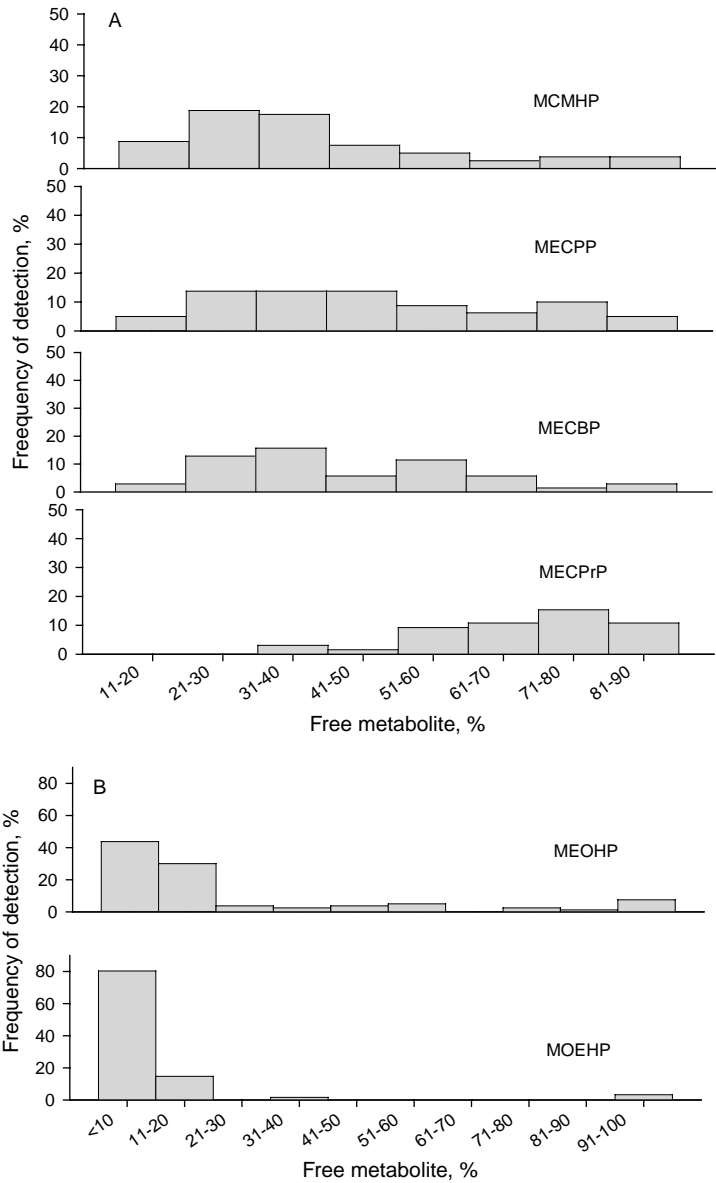 A
50
40
30
20
10
0
MCMHP
50
40
30
20
10
0
MECPP
50
40
30
20
10
0
MECBP
50
40
30
20
10
0
MECPrP
Freequency of detection, %
11-20 21-30 31-40 41-50 51-60 61-70 71-80 81-90
Free metabolite, %
B
80
60
40
20
0
MEOHP
80
60
40
20
0
MOEHP
Frequency of detection, %
<10 11-20 21-30 31-40 41-50 51-60 61-70 71-80 81-90 91-100
Free metabolite, %